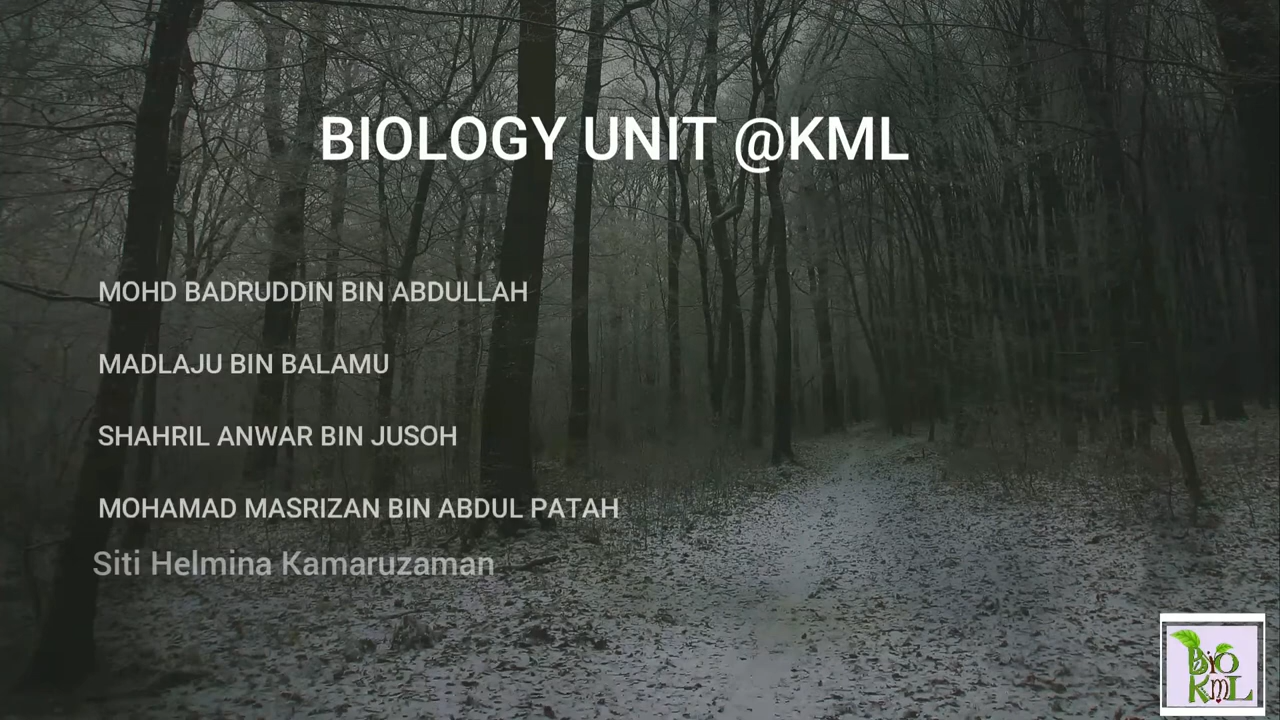 BIOLOGY UNIT @KML
MOHD BADRUDDIN BIN ABDULLAH
MADLAJU BIN BALAMU
SHAHRIL ANWAR BIN JUSOH
MOHAMAD MASRIZAN BIN ABDUL PATAH
Siti Helmina Kamaruzaman
BiO
KmL